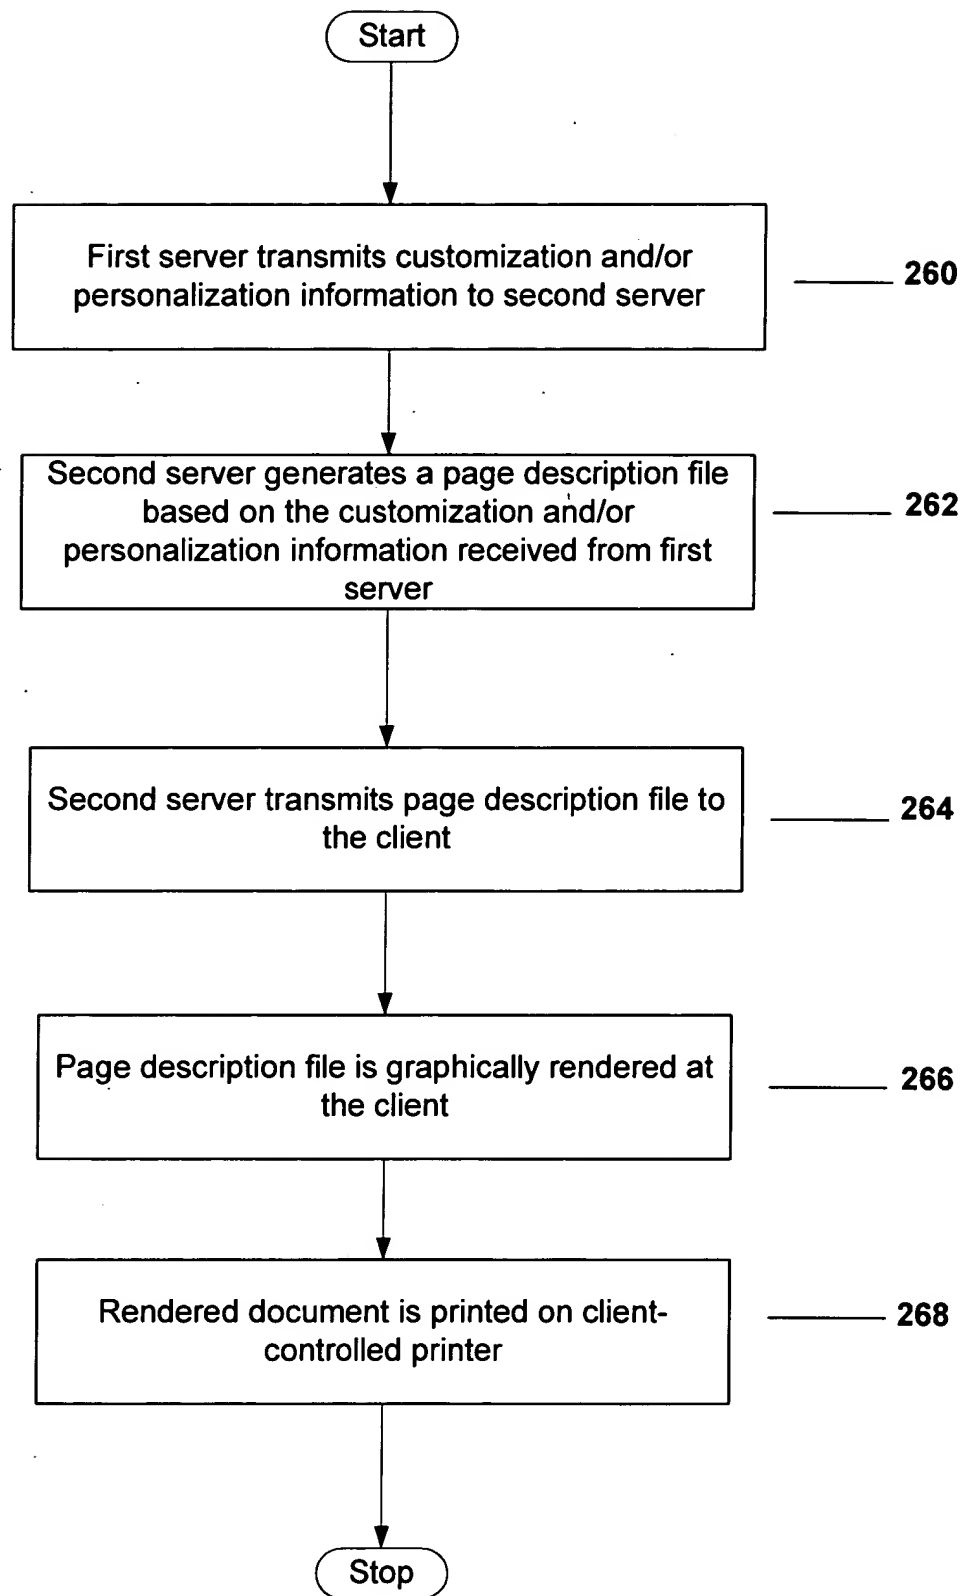 Start
First server transmits customization and/or
personalization information to second server
260
Second server generates a page description file
based on the customization and/or
personalization information received from first
server
262
Second server transmits page description file to
the client
264
Page description file is graphically rendered at
the client
266
Rendered document is printed on client-
controlled printer
268
Stop